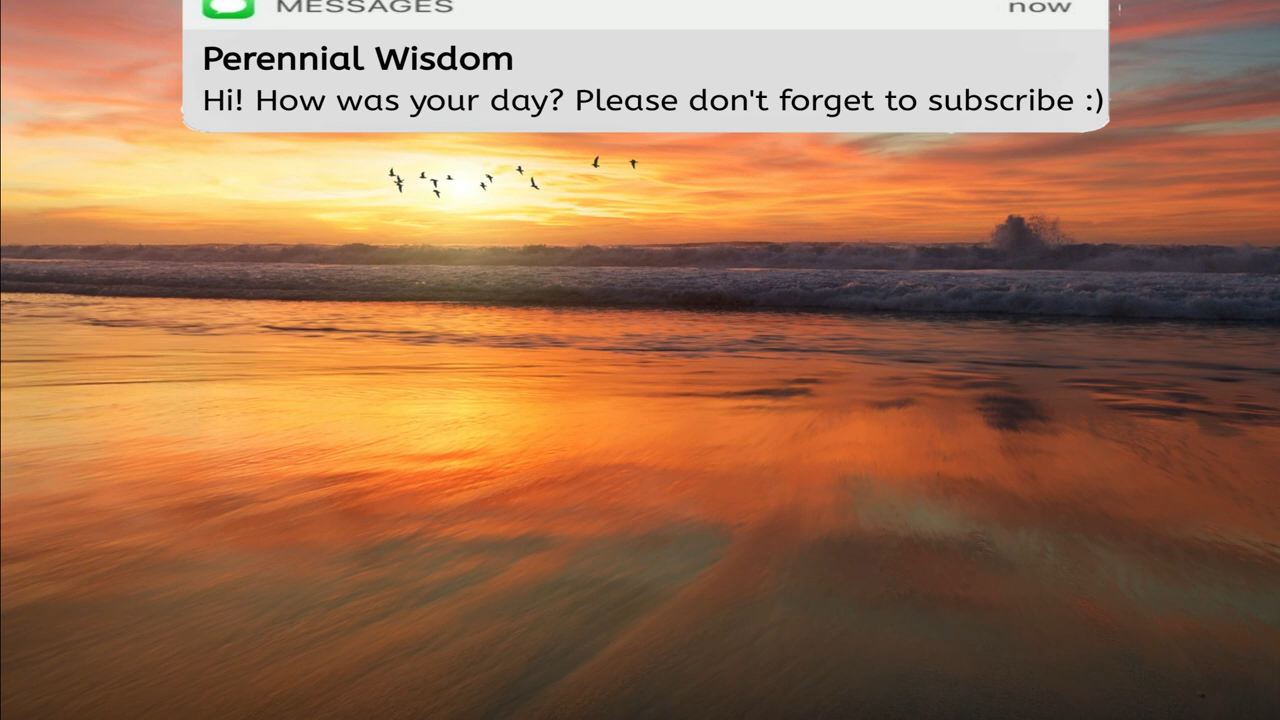 MESSAGES now
Perennial Wisdom
Hi! How was your day? Please don't forget to subscribe :)